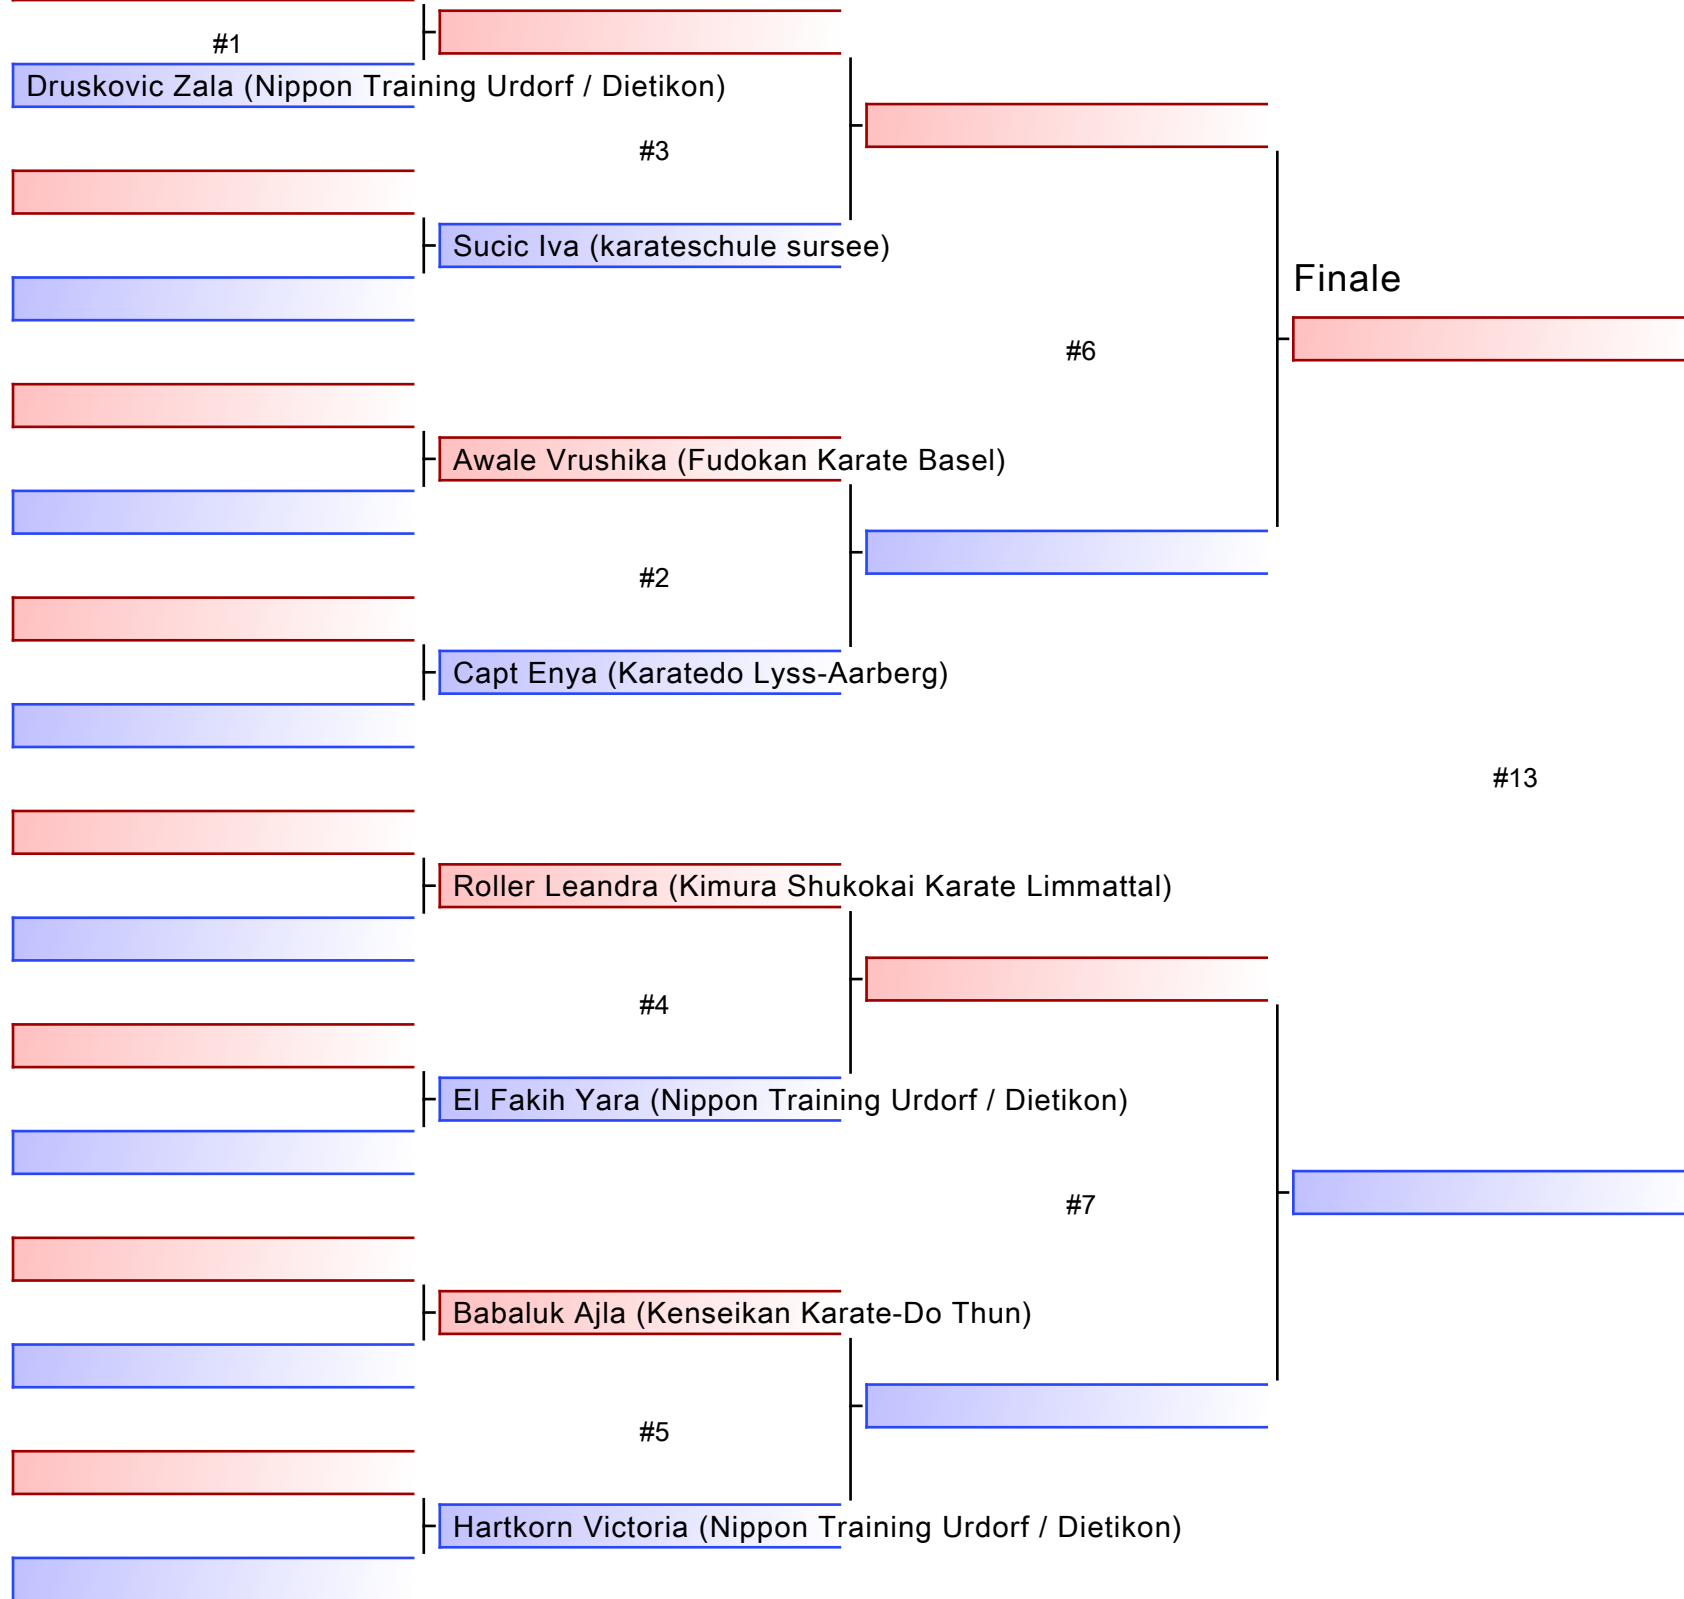 #1
Druskovic Zala (Nippon Training Urdorf / Dietikon)
#3
Sucic Iva (karateschule sursee)
Finale
#6
Awale Vrushika (Fudokan Karate Basel)
#2
Capt Enya (Karatedo Lyss-Aarberg)
#13
Roller Leandra (Kimura Shukokai Karate Limmattal)
#4
El Fakih Yara (Nippon Training Urdorf / Dietikon)
#7
Babaluk Ajla (Kenseikan Karate-Do Thun)
#5
Hartkorn Victoria (Nippon Training Urdorf / Dietikon)